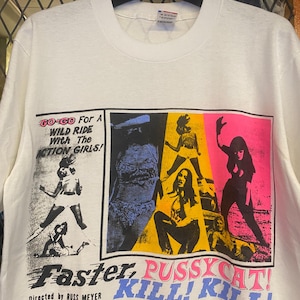 GO-GO FOR A
WILD RIDE
WITH THE
ACTION GIRLS!
Faster, PUSSYCAT!
KILL! KILL!
Directed by RUSS MEYER